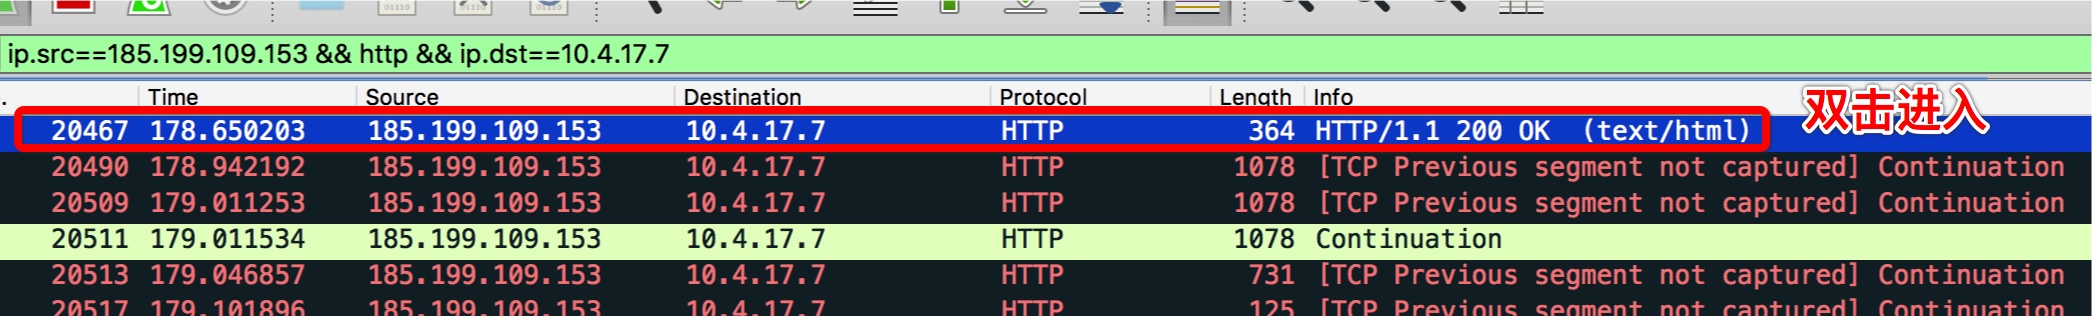 ip.src==185.199.109.153 && http && ip.dst==10.4.17.7
. Time Source Destination Protocol Length Info
20467 178.650203 185.199.109.153 10.4.17.7 HTTP 364 HTTP/1.1 200 OK (text/html) 双击进入
20490 178.942192 185.199.109.153 10.4.17.7 HTTP 1078 [TCP Previous segment not captured] Continuation
20509 179.011253 185.199.109.153 10.4.17.7 HTTP 1078 [TCP Previous segment not captured] Continuation
20511 179.011534 185.199.109.153 10.4.17.7 HTTP 1078 Continuation
20513 179.046857 185.199.109.153 10.4.17.7 HTTP 731 [TCP Previous segment not captured] Continuation
20517 179.101896 185.199.109.153 10.4.17.7 HTTP 125 [TCP Previous segment not captured] Continuation